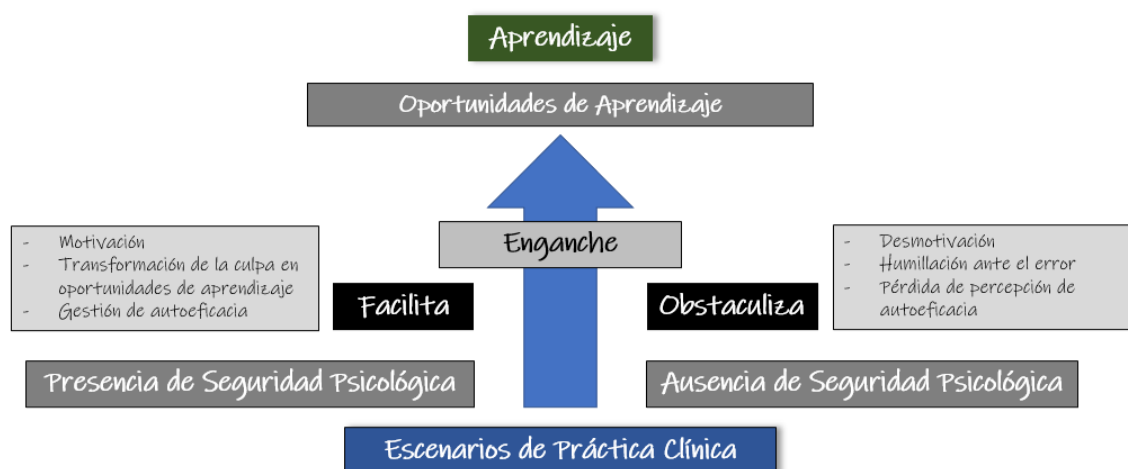 Aprendizaje
Oportunidades de Aprendizaje
Enganche
- Motivación
- Transformación de la culpa en
oportunidades de aprendizaje
- Gestión de autoeficacia
Facilita
Obstaculiza
- Desmotivación
- Humillación ante el error
- Pérdida de percepción de
autoeficacia
Presencia de Seguridad Psicológica
Ausencia de Seguridad Psicológica
Escenarios de Práctica Clínica